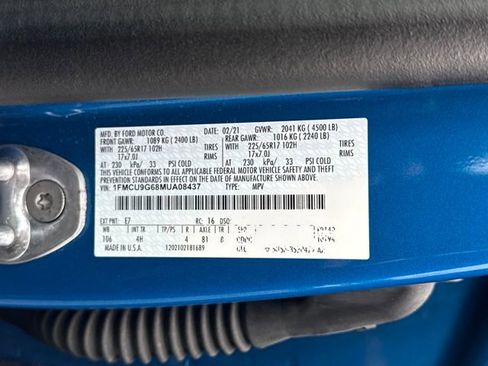 MFD. BY FORD MOTOR CO. DATE: 02/21 GVWR: 2041 KG ( 4500 LB)
FRONT GAWR: 1089 KG ( 2400 LB) REAR GAWR: 1016 KG ( 2240 LB)
WITH 225/65R17 102H TIRES WITH 225/65R17 102H TIRES
17x7.0J RIMS 17x7.0J RIMS
AT 230 kPa/ 33 PSI COLD AT 230 kPa/ 33 PSI COLD
THIS VEHICLE CONFORMS TO ALL APPLICABLE FEDERAL MOTOR VEHICLE
SAFETY, BUMPER, AND THEFT PREVENTION STANDARDS IN EFFECT ON THE DATE OF
MANUFACTURE SHOWN ABOVE.
VIN: 1FMCU9G68MUA08437 TYPE: MPV
EXT PNT: E7 RC: 16 DSO:
WB INT TR TP/PS R AXLE TR
106 4H 4 81 8
MADE IN U.S.A. 1202102181689